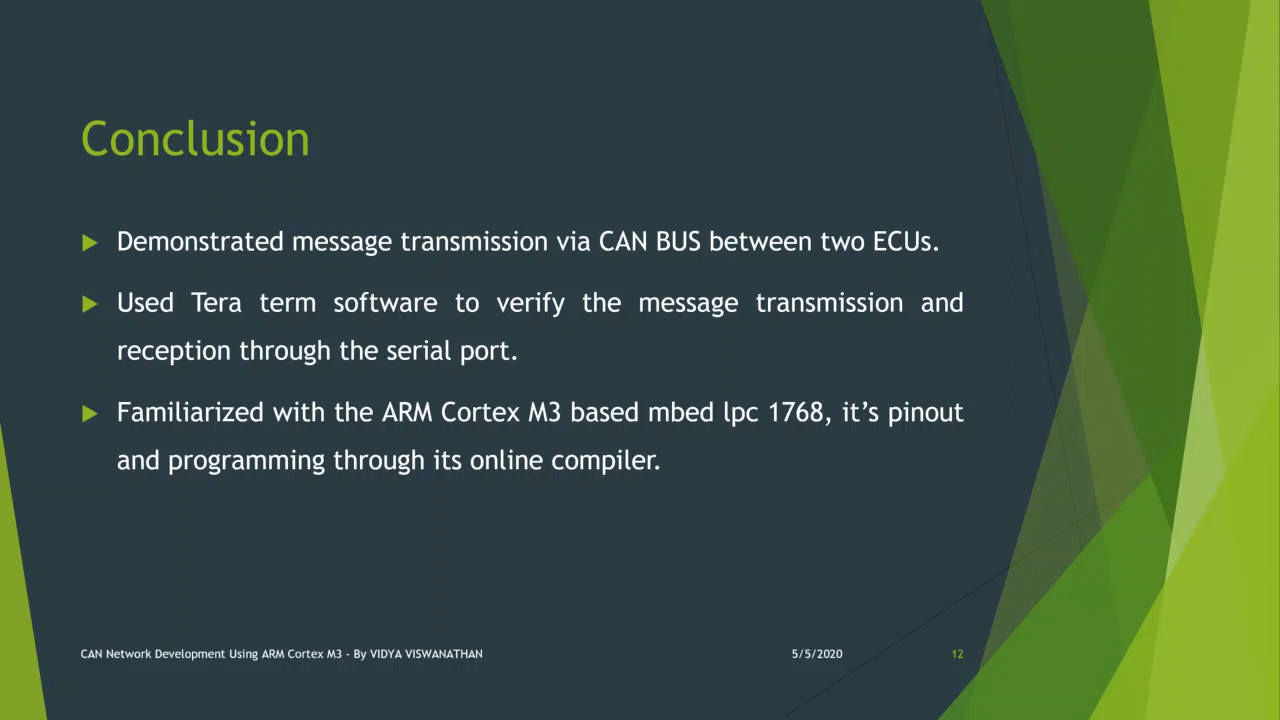 Conclusion
Demonstrated message transmission via CAN BUS between two ECUs.
Used Tera term software to verify the message transmission and
reception through the serial port.
Familiarized with the ARM Cortex M3 based mbed lpc 1768, it’s pinout
and programming through its online compiler.
CAN Network Development Using ARM Cortex M3 - By VIDYA VISWANATHAN
5/5/2020
12